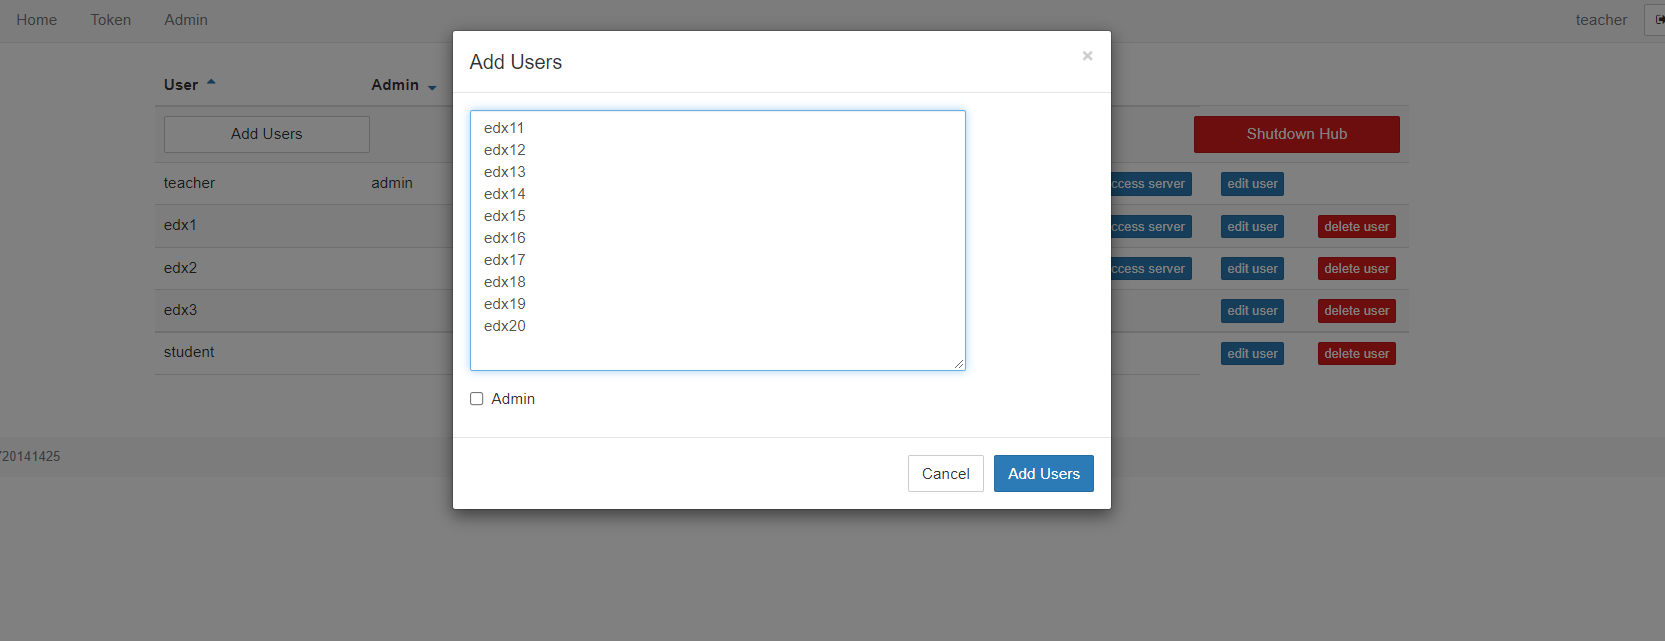 Home Token Admin teacher
Add Users ×
User Admin
edx11
edx12
edx13
edx14
edx15
edx16
edx17
edx18
edx19
edx20
Admin
Cancel Add Users
Add Users Shutdown Hub
teacher admin ccess server edit user
edx1 ccess server edit user delete user
edx2 ccess server edit user delete user
edx3 edit user delete user
student edit user delete user
720141425